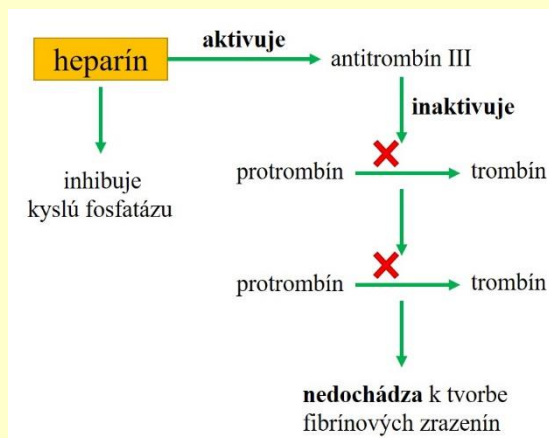 aktivuje
heparín
antitrombín III
inaktivuje
inhibuje
kyslú fosfatázu
protrombín
trombín
protrombín
trombín
nedochádza k tvorbe
fibrínových zrazenín